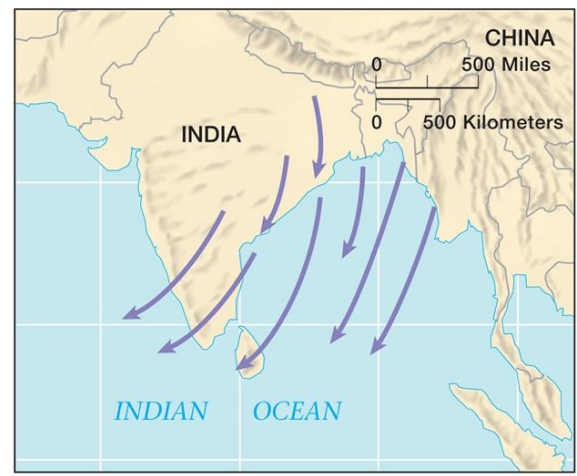 CHINA
0 500 Miles
0 500 Kilometers
INDIA
INDIAN OCEAN